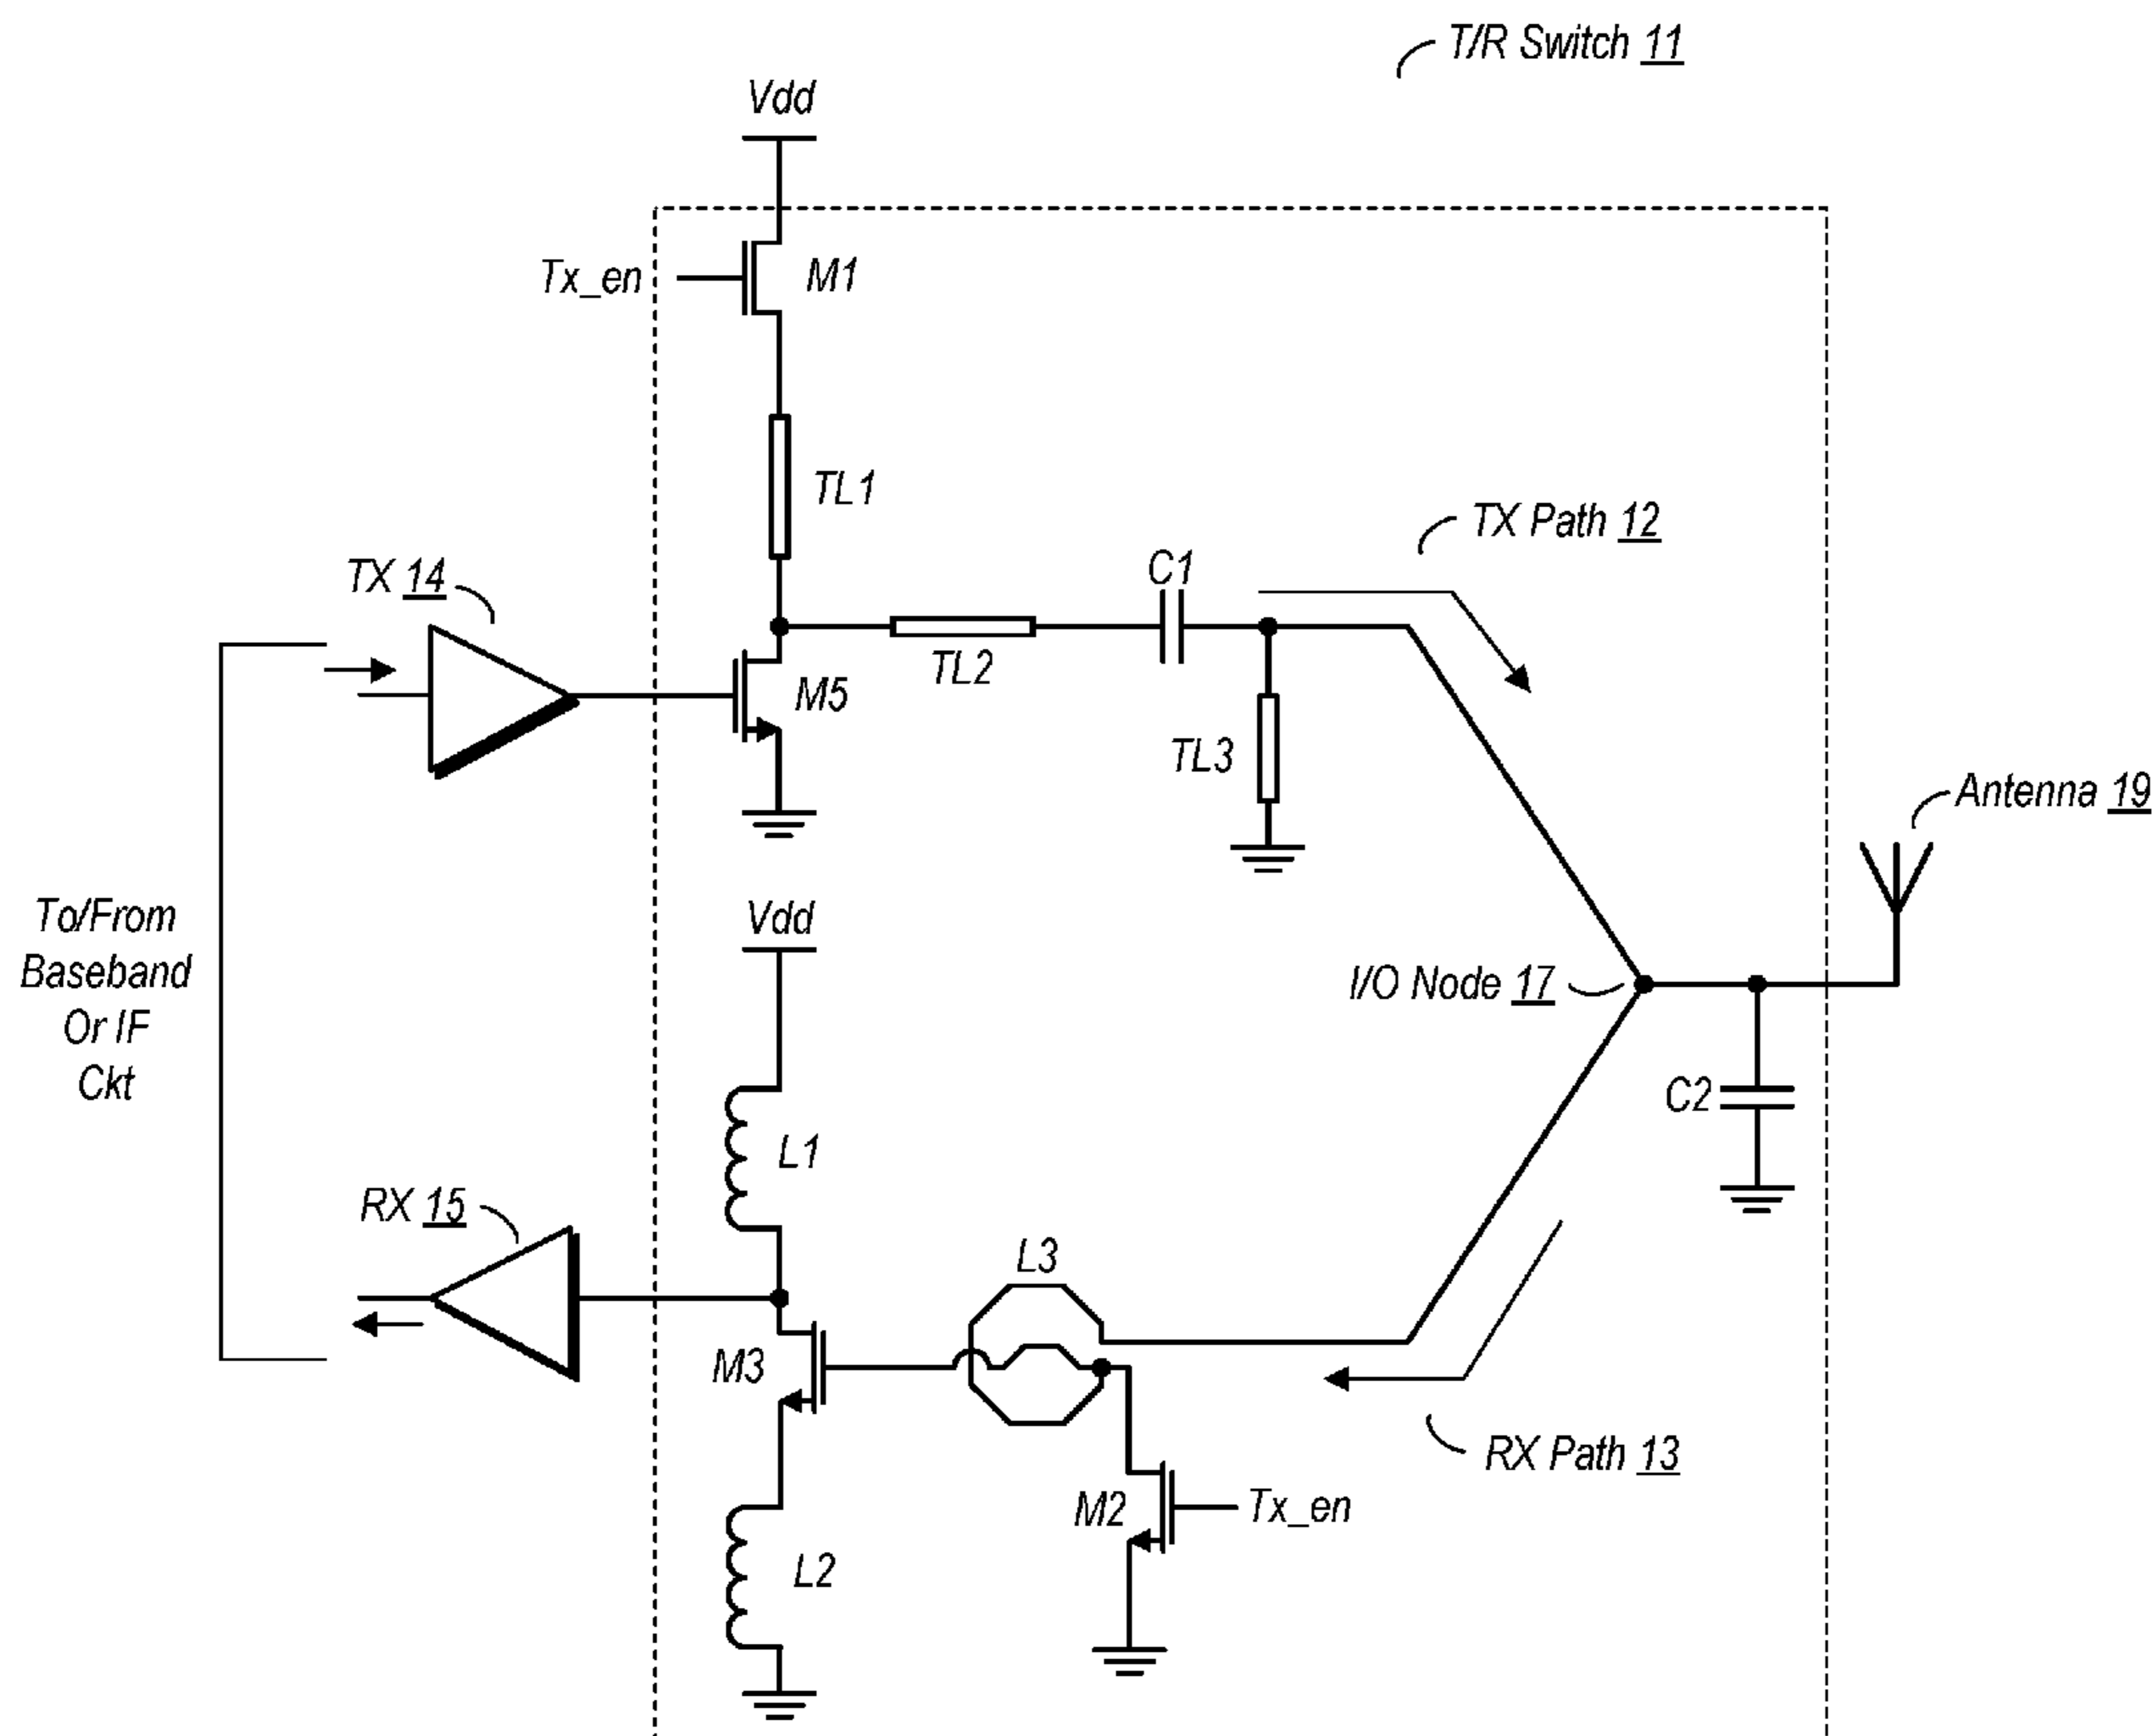 T/R Switch 11
Vdd
Tx_en
M1
TL1
TX Path 12
C1
TX 14
TL2
M5
TL3
Antenna 19
To/From
Baseband
Or IF
Ckt
Vdd
I/O Node 17
C2
L1
RX 15
L3
M3
RX Path 13
M2
Tx_en
L2